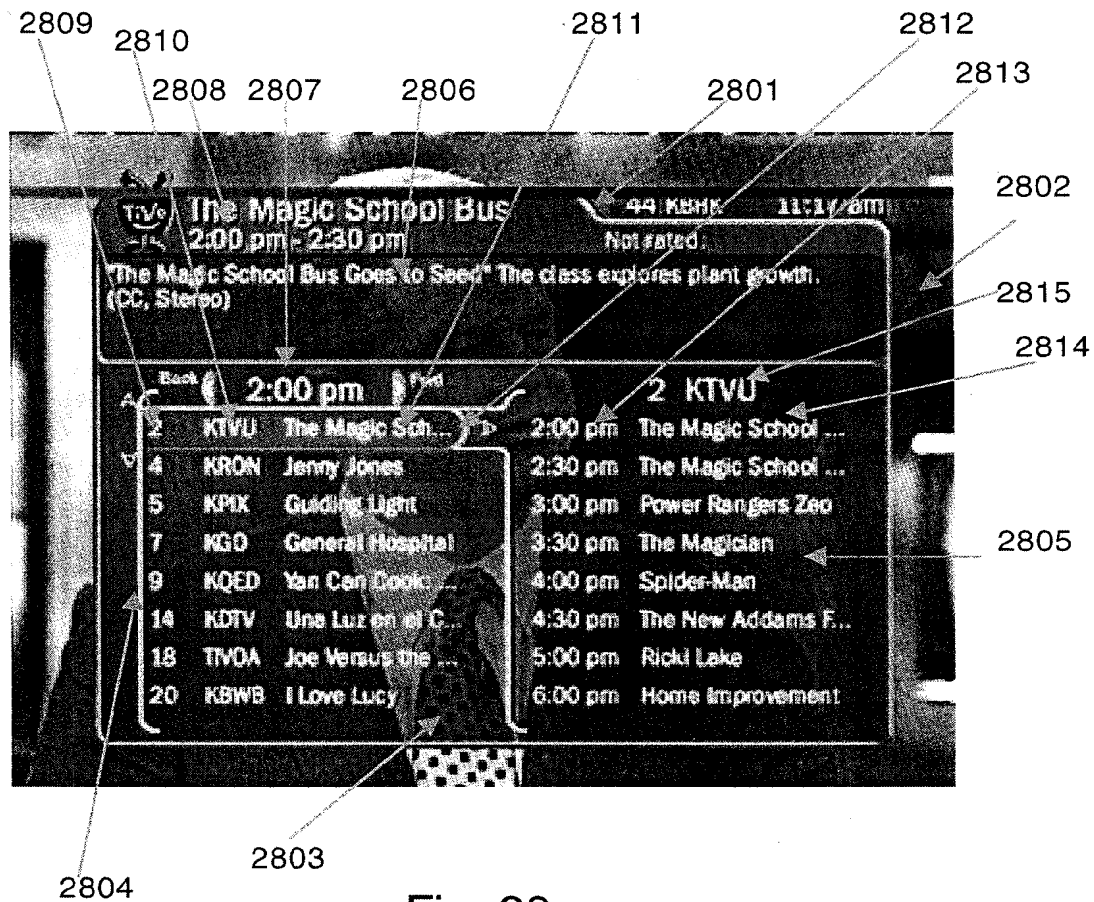 2809 2810 2811 2812
2808 2807 2806 2801 2813
2802
TiVo The Magic School Bus 44 KBHK 11:17 am
2:00 pm - 2:30 pm Not rated.
"The Magic School Bus Goes to Seed" The class explores plant growth.
(CC, Stereo)
2815
2814
Back 2:00 pm Fwd 2 KTVU
2 KTVU The Magic Sch... 2:00 pm The Magic School ...
4 KRON Jenny Jones 2:30 pm The Magic School ...
5 KPIX Guiding Light 3:00 pm Power Rangers Zeo
7 KGO General Hospital 3:30 pm The Magician
2805
9 KQED Yan Can Cook: ... 4:00 pm Spider-Man
14 KDTV Una Luz en el C... 4:30 pm The New Addams F...
18 TIVOA Joe Versus the ... 5:00 pm Ricki Lake
20 KBWB I Love Lucy 6:00 pm Home Improvement
2803
2804